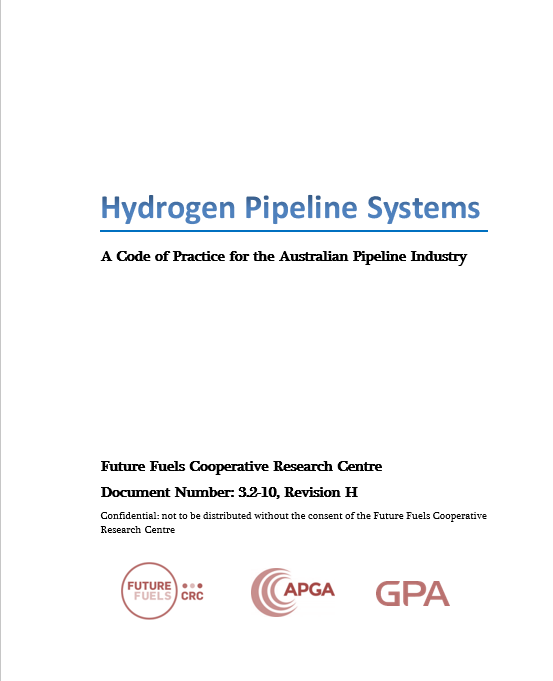 Hydrogen Pipeline Systems
A Code of Practice for the Australian Pipeline Industry
Future Fuels Cooperative Research Centre
Document Number: 3.2-10, Revision H
Confidential: not to be distributed without the consent of the Future Fuels Cooperative
Research Centre
FUTURE
FUELS CRC
APGA
GPA